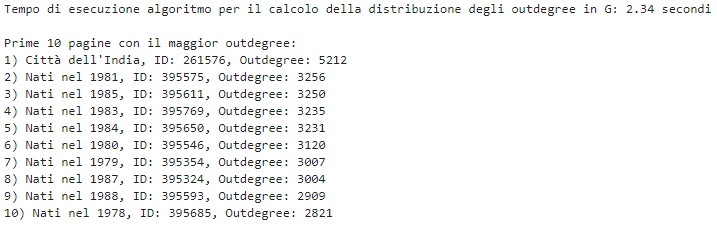 Tempo di esecuzione algoritmo per il calcolo della distribuzione degli outdegree in G: 2.34 secondi
Prime 10 pagine con il maggior outdegree:
1) Città dell'India, ID: 261576, Outdegree: 5212
2) Nati nel 1981, ID: 395575, Outdegree: 3256
3) Nati nel 1985, ID: 395611, Outdegree: 3250
4) Nati nel 1983, ID: 395769, Outdegree: 3235
5) Nati nel 1984, ID: 395650, Outdegree: 3231
6) Nati nel 1980, ID: 395546, Outdegree: 3120
7) Nati nel 1979, ID: 395354, Outdegree: 3007
8) Nati nel 1987, ID: 395324, Outdegree: 3004
9) Nati nel 1988, ID: 395593, Outdegree: 2909
10) Nati nel 1978, ID: 395685, Outdegree: 2821